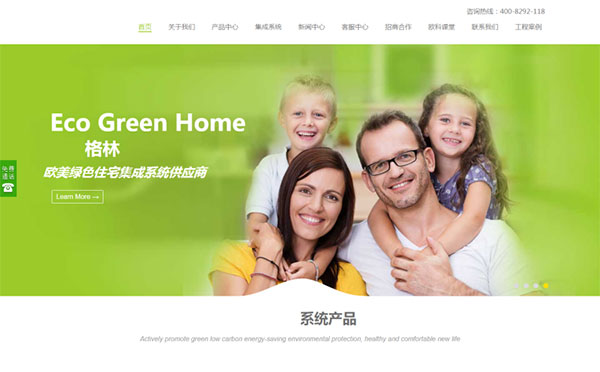 咨询热线：400-8292-118
首页 关于我们 产品中心 集成系统 新闻中心 客服中心 招商合作 欧科课堂 联系我们 工程案例
Eco Green Home
格林
欧美绿色住宅集成系统供应商
Learn More →
免费
通话
系统产品
Actively promote green low carbon energy-saving environmental protection, healthy and comfortable new life